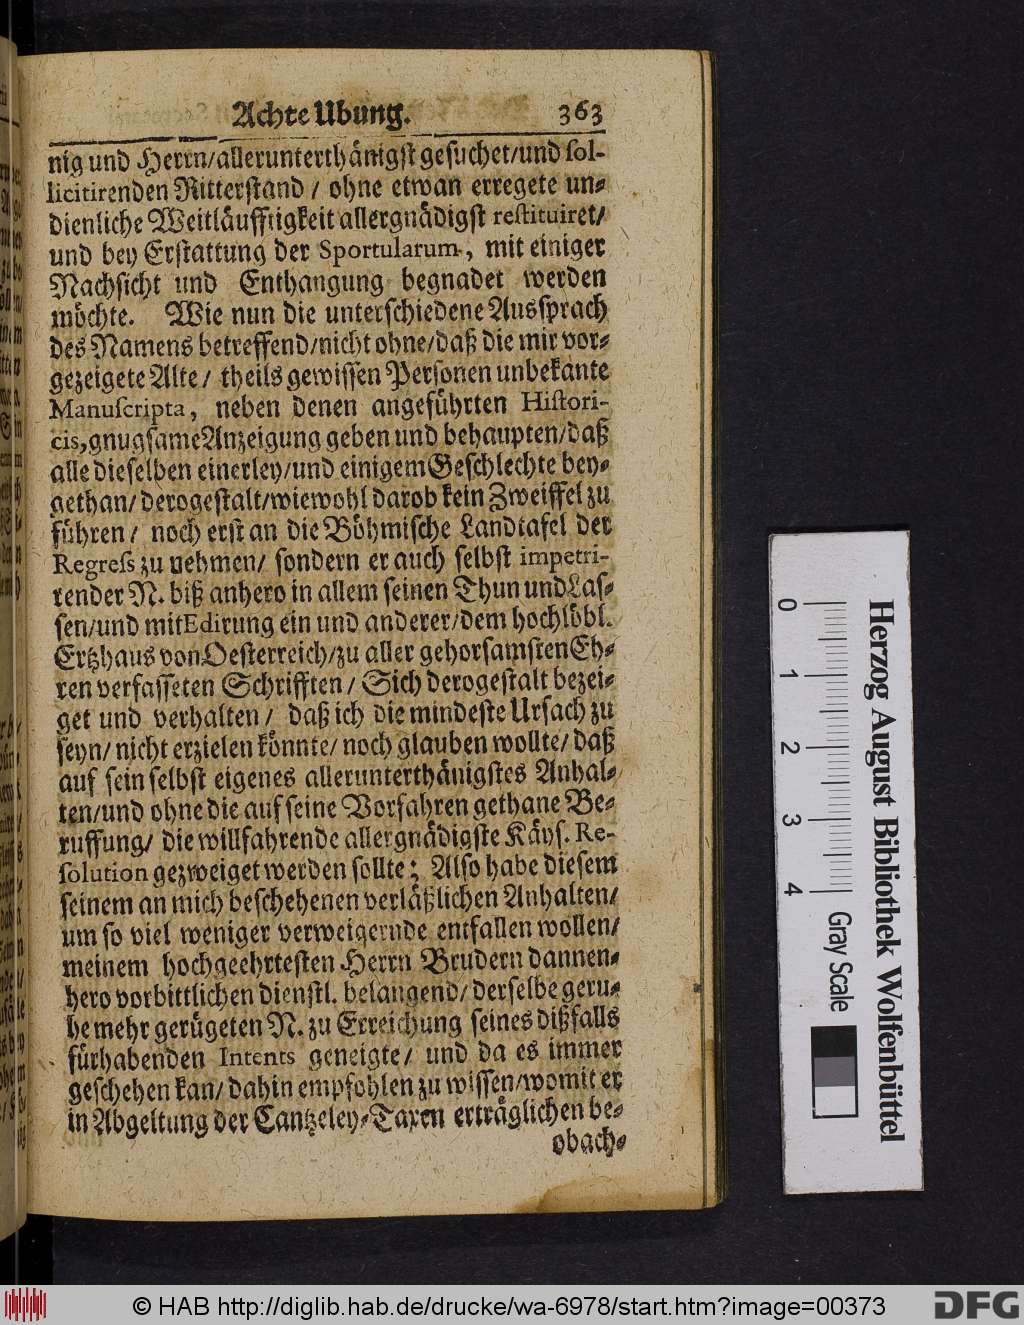 Achte Ubung. 363
nig und Herrn/allerunterthänigst gesuchet/und sol-
licitirenden Ritterstand / ohne etwan erregete un-
dienliche Weitläufftigkeit allergnädigst restituiret/
und bey Erstattung der Sportularum, mit einiger
Nachsicht und Enthangung begnadet werden
möchte. Wie nun die unterschiedene Aussprach
des Namens betreffend/nicht ohne/daß die mir vor-
gezeigete Alte / theils gewissen Personen unbekante
Manuscripta, neben denen angeführten Histori-
cis, gnugsame Anzeigung geben und behaupten/daß
alle dieselben einerley/und einigem Geschlechte bey-
gethan/ derogestalt/wiewohl darob kein Zweiffel zu
führen / noch erst an die Böhmische Landtafel der
Regress zu nehmen/ sondern er auch selbst impetri-
render N. biß anhero in allem seinen Thun und Las-
sen/und mit Edirung ein und anderer/dem hochlöbl.
Ertzhaus von Oesterreich/zu aller gehorsamsten Eh-
ren verfasseten Schrifften / Sich derogestalt bezei-
get und verhalten / daß ich die mindeste Ursach zu
seyn/ nicht erzielen könnte/ noch glauben wollte/ daß
auf sein selbst eigenes allerunterthänigstes Anhal-
ten/und ohne die auf seine Vorfahren gethane Be-
ruffung/ die willfahrende allergnädigste Käys. Re-
solution gezweiget werden sollte; Also habe diesem
seinem an mich beschehenen verläßlichen Anhalten/
um so viel weniger verweigernde entfallen wollen/
meinem hochgeehrtesten Herrn Brudern dannen-
hero vorbittlichen dienstl. belangend/ derselbe geru-
he mehr gerügeten N. zu Erreichung seines dißfalls
fürhabenden Intents geneigte/ und da es immer
geschehen kan/ dahin empfohlen zu wissen/womit er
in Abgeltung der Cantzeley-Taxen erträglichen be-
obach-
Herzog August Bibliothek Wolfenbüttel
0 1 2 3 4 Gray Scale
© HAB http://diglib.hab.de/drucke/wa-6978/start.htm?image=00373
DFG